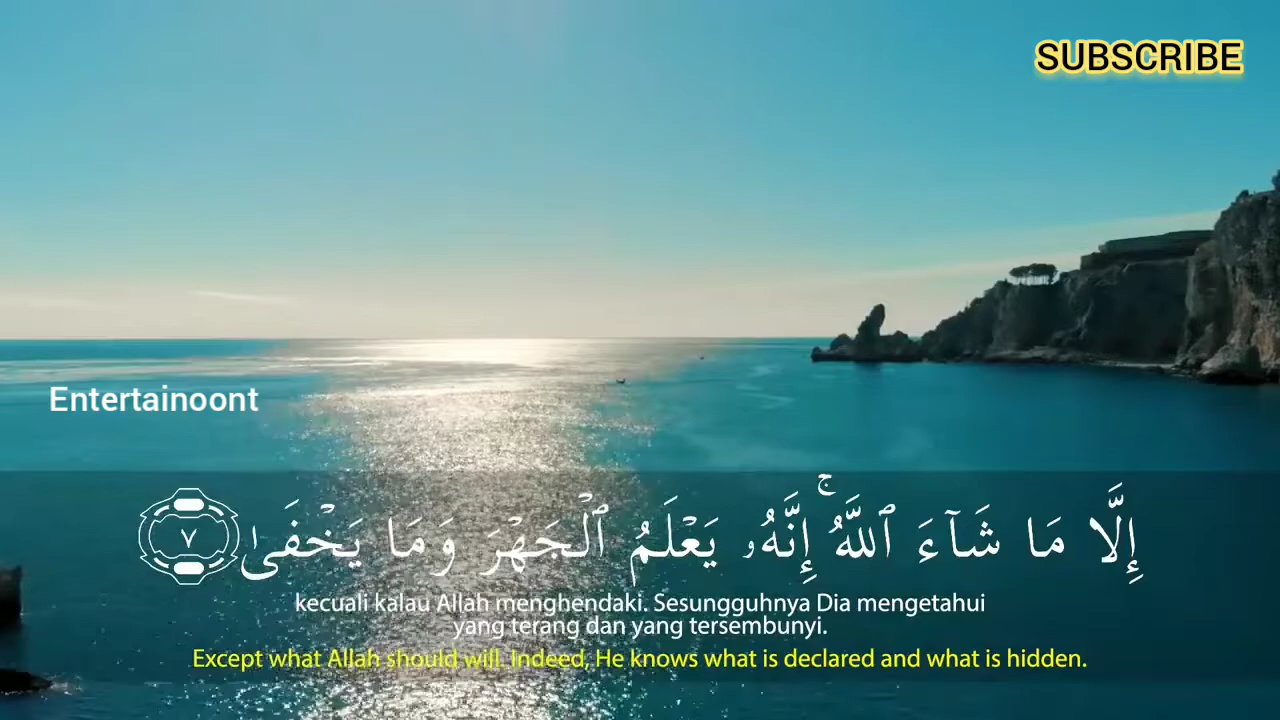 SUBSCRIBE
Entertainoont
إِلَّا مَا شَآءَ ٱللَّهُ ۚ إِنَّهُۥ يَعْلَمُ ٱلْجَهْرَ وَمَا يَخْفَىٰ ٧
kecuali kalau Allah menghendaki. Sesungguhnya Dia mengetahui
yang terang dan yang tersembunyi.
Except what Allah should will. Indeed, He knows what is declared and what is hidden.